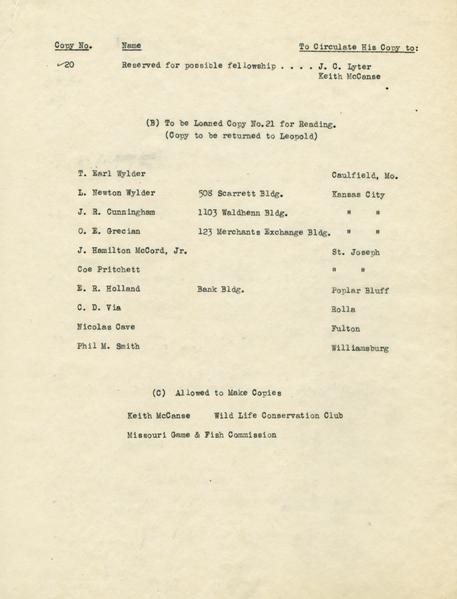 Copy No. Name To Circulate His Copy to:
✓20 Reserved for possible fellowship . . . . J. C. Lyter
Keith McCanse
(B) To be Loaned Copy No.21 for Reading.
(Copy to be returned to Leopold)
T. Earl Wylder Caulfield, Mo.
L. Newton Wylder 508 Scarrett Bldg. Kansas City
J. R. Cunningham 1103 Waldhenn Bldg. " "
O. E. Grecian 123 Merchants Exchange Bldg. " "
J. Hamilton McCord, Jr. St. Joseph
Coe Pritchett " "
E. R. Holland Bank Bldg. Poplar Bluff
C. D. Via Rolla
Nicolas Cave Fulton
Phil M. Smith Williamsburg
(C) Allowed to Make Copies
Keith McCanse Wild Life Conservation Club
Missouri Game & Fish Commission